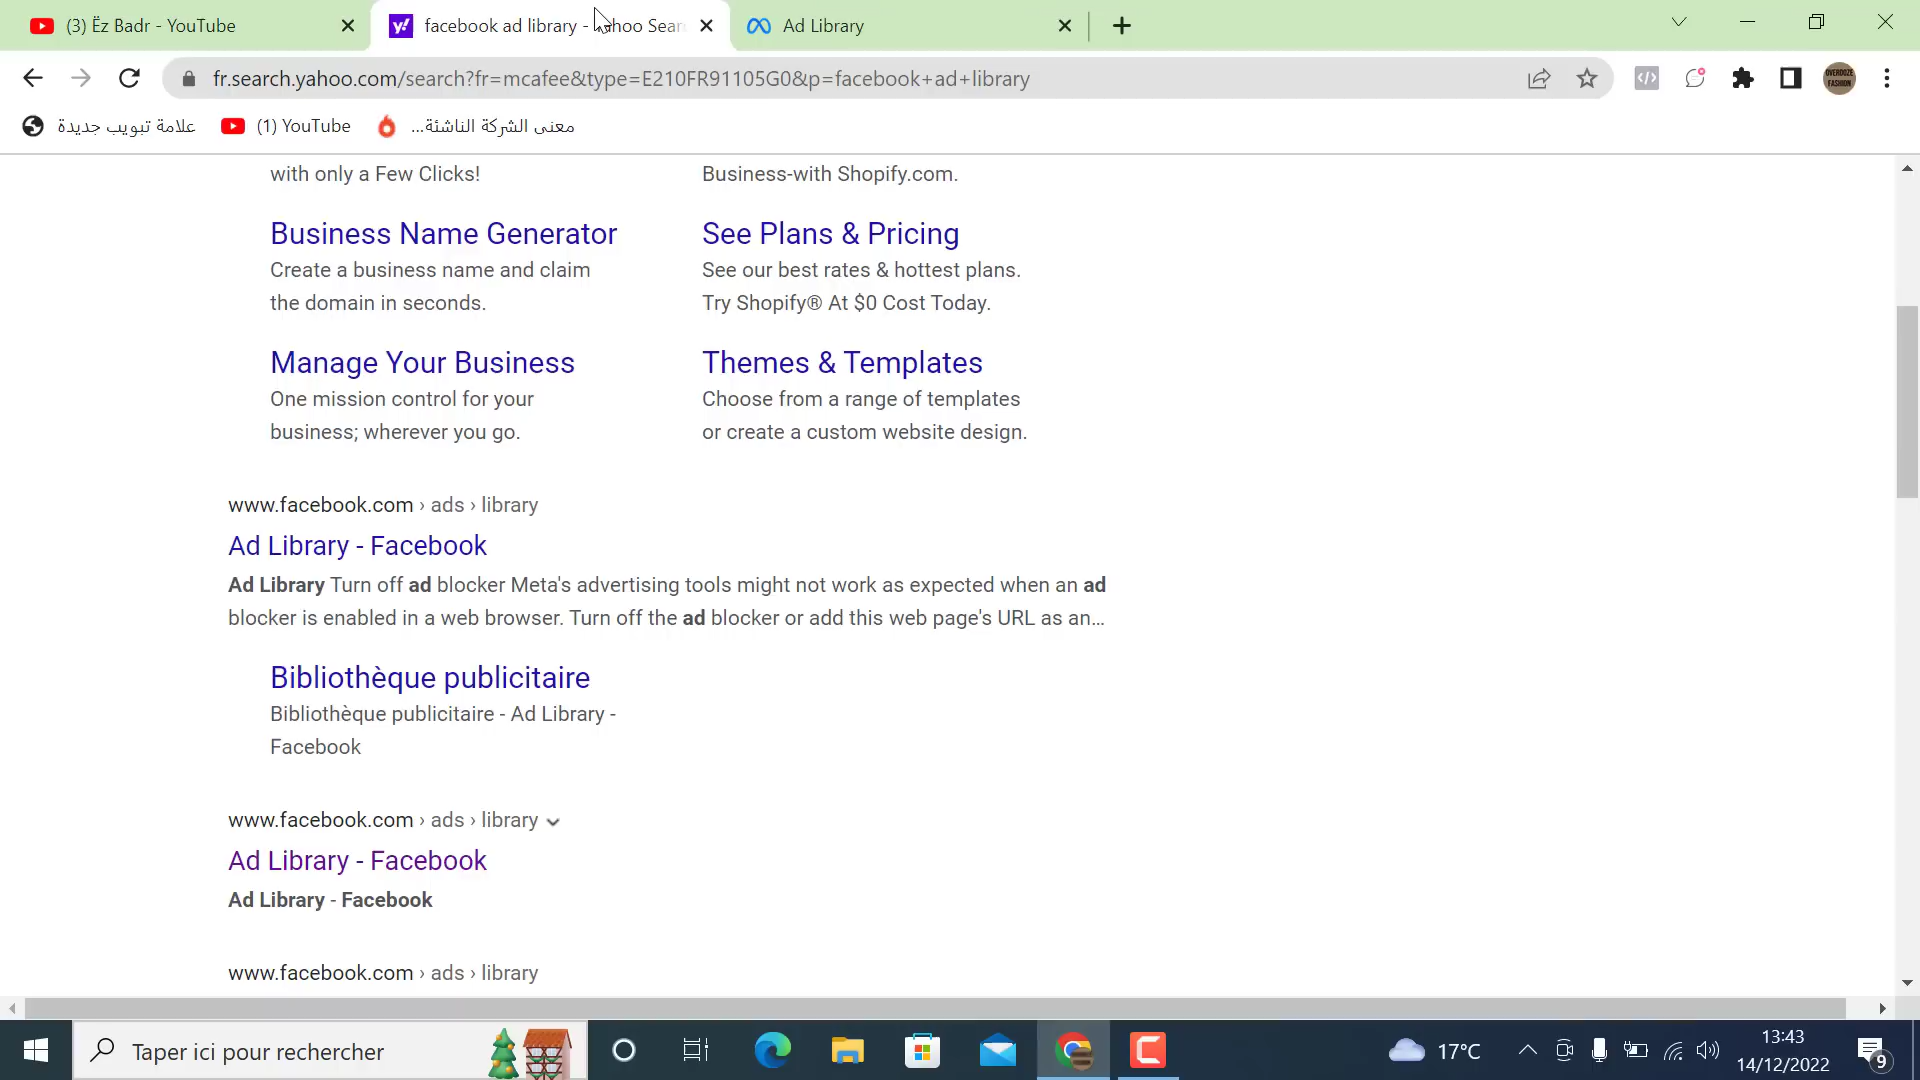 (3) Ëz Badr - YouTube
facebook ad library - Yahoo Sear
Ad Library
fr.search.yahoo.com/search?fr=mcafee&type=E210FR91105G0&p=facebook+ad+library
OVERDOZE
FASHION
علامة تبويب جديدة
(1) YouTube
معنى الشركة الناشئة...
with only a Few Clicks!
Business-with Shopify.com.
Business Name Generator
Create a business name and claim
the domain in seconds.
See Plans & Pricing
See our best rates & hottest plans.
Try Shopify® At $0 Cost Today.
Manage Your Business
One mission control for your
business; wherever you go.
Themes & Templates
Choose from a range of templates
or create a custom website design.
www.facebook.com › ads › library
Ad Library - Facebook
Ad Library Turn off ad blocker Meta's advertising tools might not work as expected when an ad
blocker is enabled in a web browser. Turn off the ad blocker or add this web page's URL as an...
Bibliothèque publicitaire
Bibliothèque publicitaire - Ad Library -
Facebook
www.facebook.com › ads › library
Ad Library - Facebook
Ad Library - Facebook
www.facebook.com › ads › library
Taper ici pour rechercher
17°C
13:43
14/12/2022
9